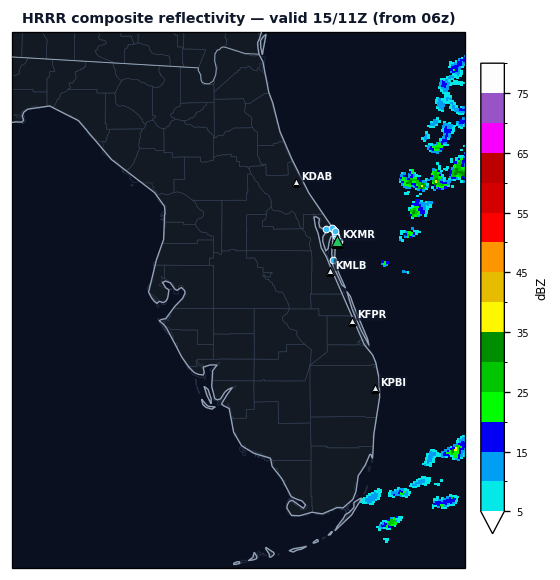 HRRR composite reflectivity — valid 15/11Z (from 06z)
KDAB
KXMR
KMLB
KFPR
KPBI
75
65
55
45
35
25
15
5
dBZ